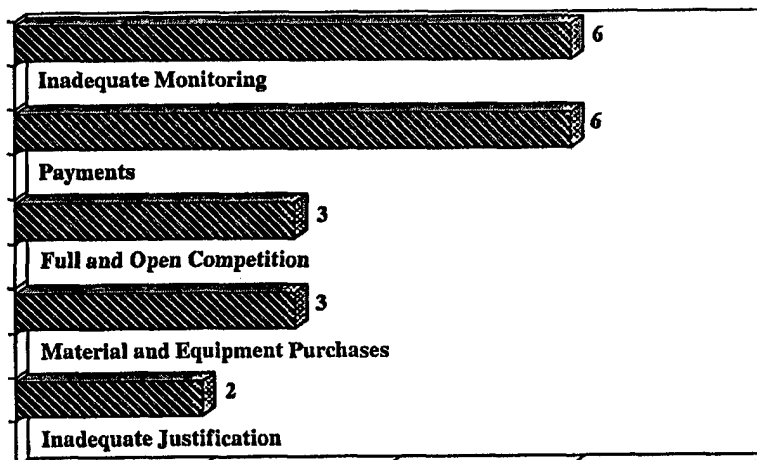 6
Inadequate Monitoring
6
Payments
3
Full and Open Competition
3
Material and Equipment Purchases
2
Inadequate Justification